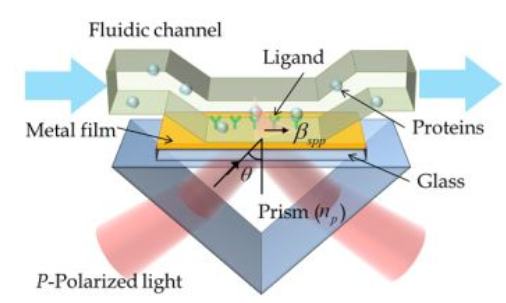 Fluidic channel
Ligand
Metal film
β_spp
Proteins
θ
Glass
Prism (n_p)
P-Polarized light